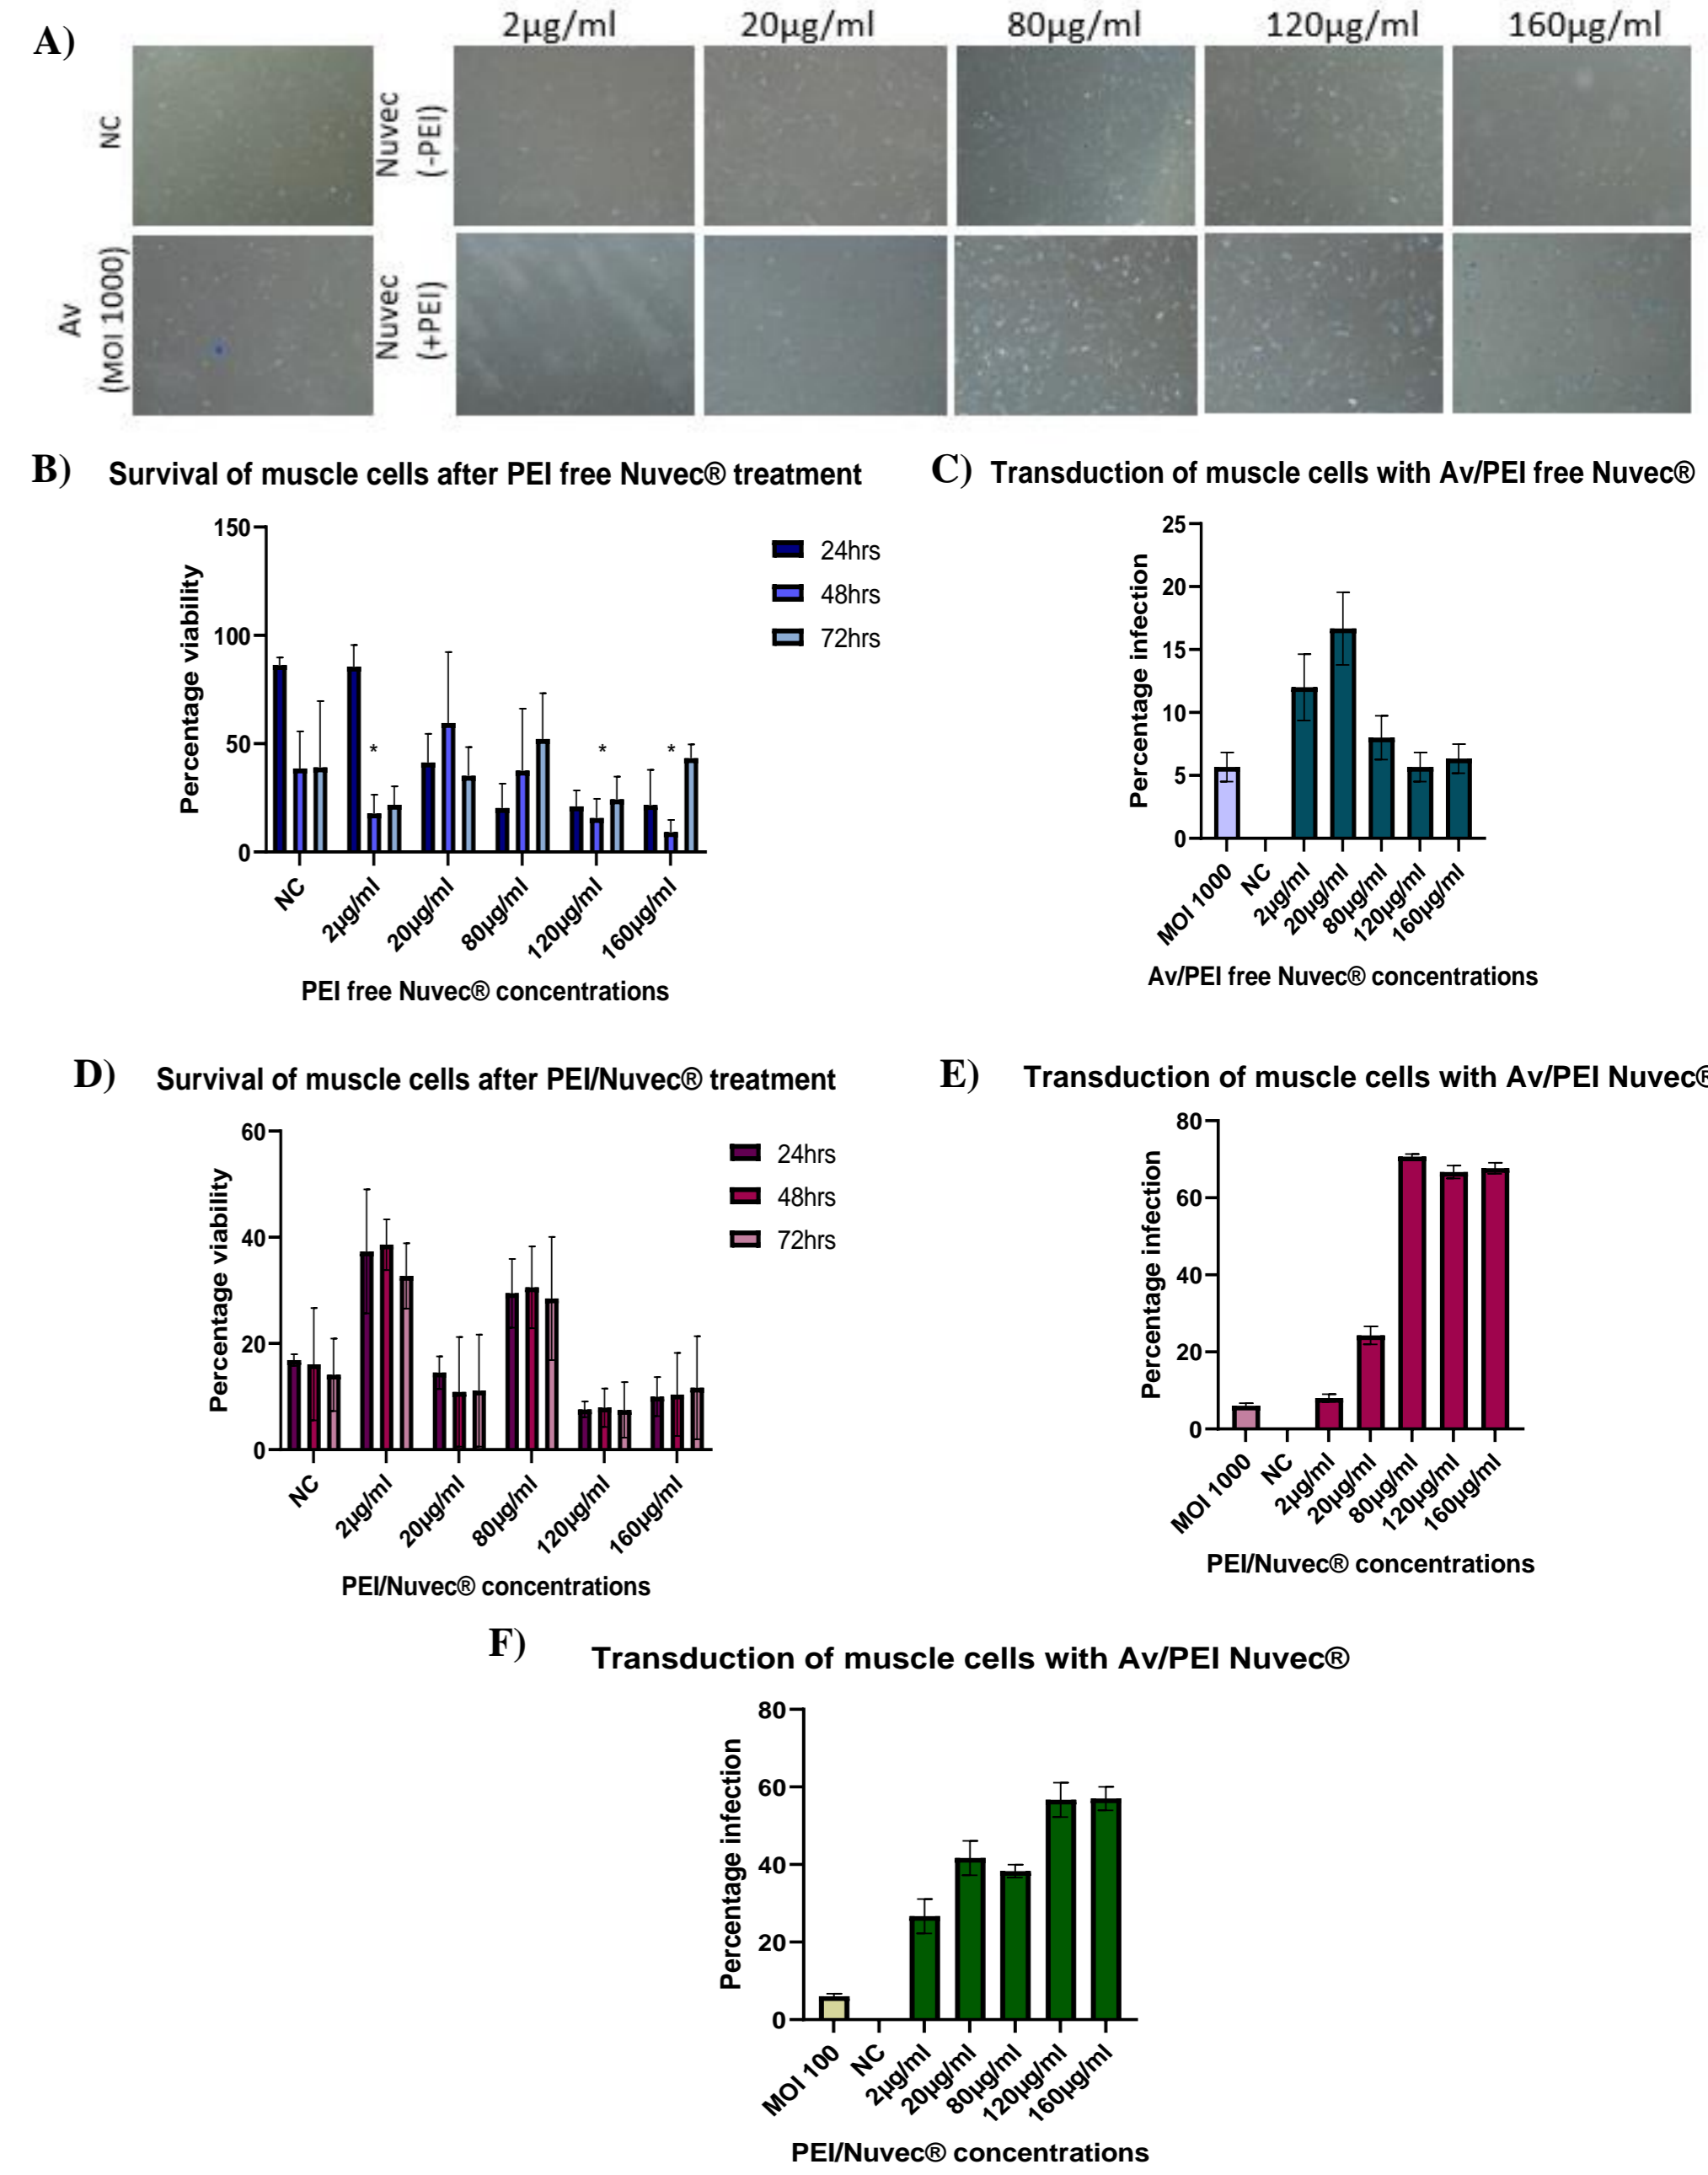 A)
2µg/ml 20µg/ml 80µg/ml 120µg/ml 160µg/ml
NC
Nuvec
(-PEI)
Av
(MOI 1000)
Nuvec
(+PEI)
B) Survival of muscle cells after PEI free Nuvec® treatment
150
100
50
0
Percentage viability
* * *
24hrs
48hrs
72hrs
NC 2µg/ml 20µg/ml 80µg/ml 120µg/ml 160µg/ml
PEI free Nuvec® concentrations
C) Transduction of muscle cells with Av/PEI free Nuvec®
25
20
15
10
5
0
Percentage infection
MOI 1000 NC 2µg/ml 20µg/ml 80µg/ml 120µg/ml 160µg/ml
Av/PEI free Nuvec® concentrations
D) Survival of muscle cells after PEI/Nuvec® treatment
60
40
20
0
Percentage viability
24hrs
48hrs
72hrs
NC 2µg/ml 20µg/ml 80µg/ml 120µg/ml 160µg/ml
PEI/Nuvec® concentrations
E) Transduction of muscle cells with Av/PEI Nuvec®
80
60
40
20
0
Percentage infection
MOI 1000 NC 2µg/ml 20µg/ml 80µg/ml 120µg/ml 160µg/ml
PEI/Nuvec® concentrations
F) Transduction of muscle cells with Av/PEI Nuvec®
80
60
40
20
0
Percentage infection
MOI 100 NC 2µg/ml 20µg/ml 80µg/ml 120µg/ml 160µg/ml
PEI/Nuvec® concentrations